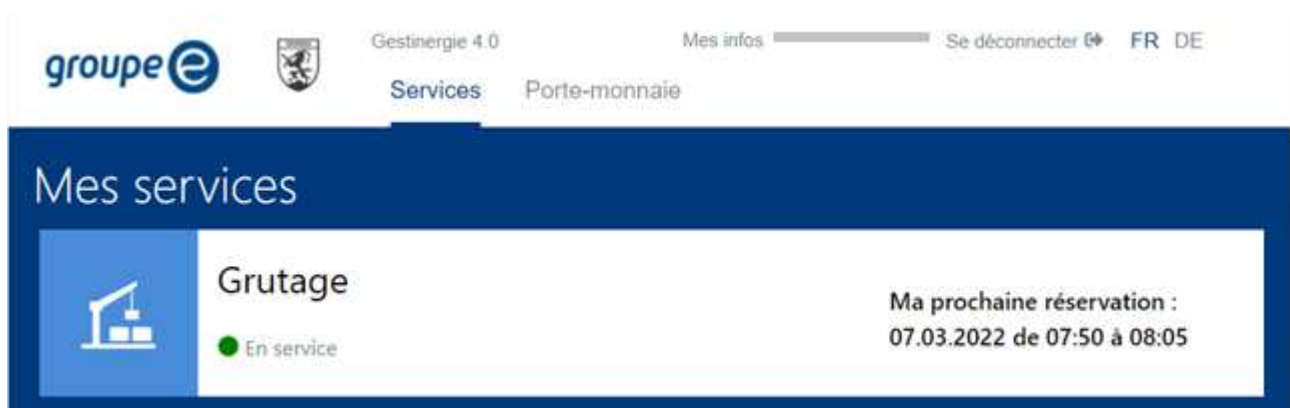 groupe e
Gestinergie 4.0
Mes infos
Se déconnecter
FR DE
Services
Porte-monnaie
Mes services
Grutage
En service
Ma prochaine réservation :
07.03.2022 de 07:50 à 08:05